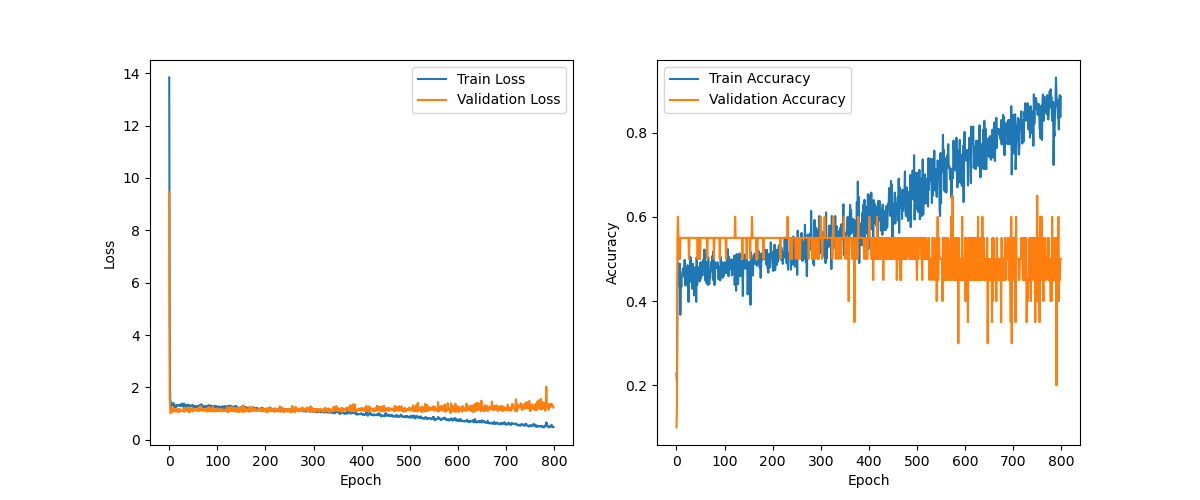 14
12
10
8
6
4
2
0
Loss
0 100 200 300 400 500 600 700 800
Epoch
Train Loss
Validation Loss
0.8
0.6
0.4
0.2
Accuracy
0 100 200 300 400 500 600 700 800
Epoch
Train Accuracy
Validation Accuracy